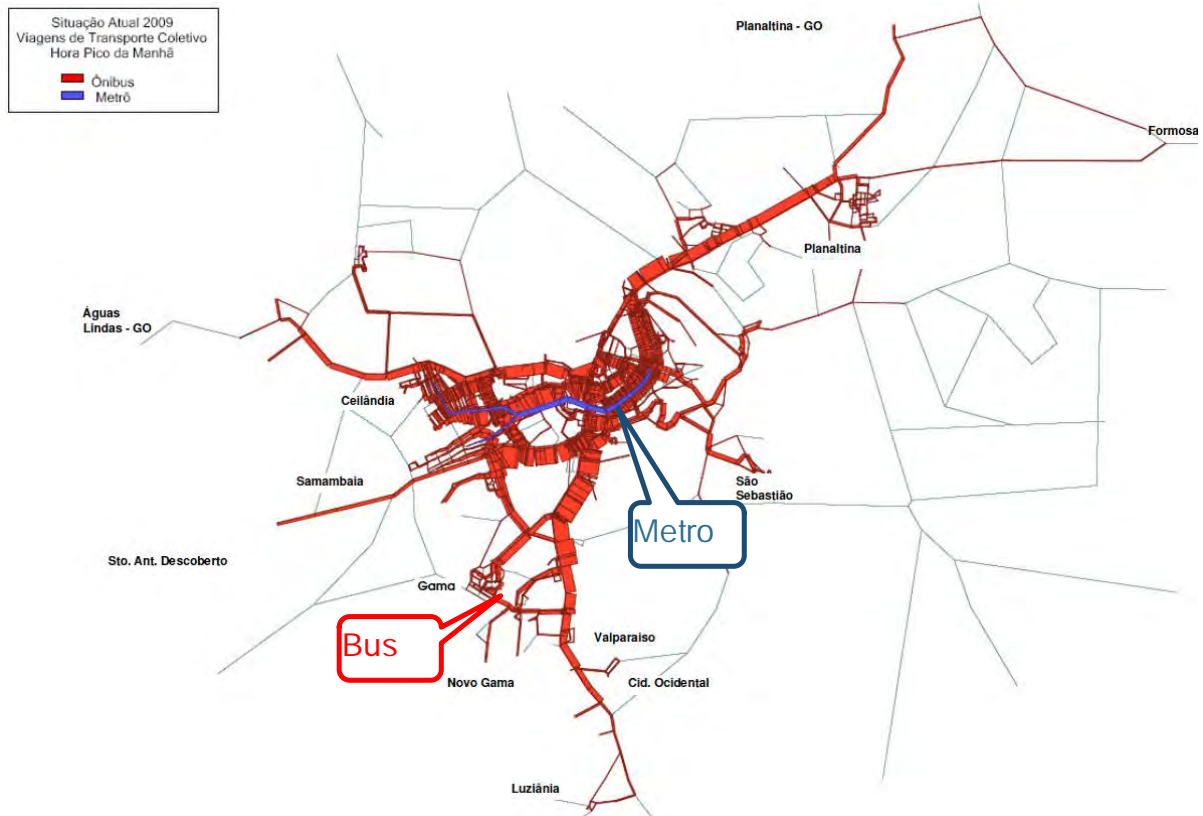 Situação Atual 2009
Viagens de Transporte Coletivo
Hora Pico da Manhã
Ônibus
Metrô
Planaltina - GO
Formosa
Planaltina
Águas
Lindas - GO
Ceilândia
Samambaia
São
Sebastião
Metro
Sto. Ant. Descoberto
Gama
Bus
Valparaiso
Novo Gama
Cid. Ocidental
Luziânia